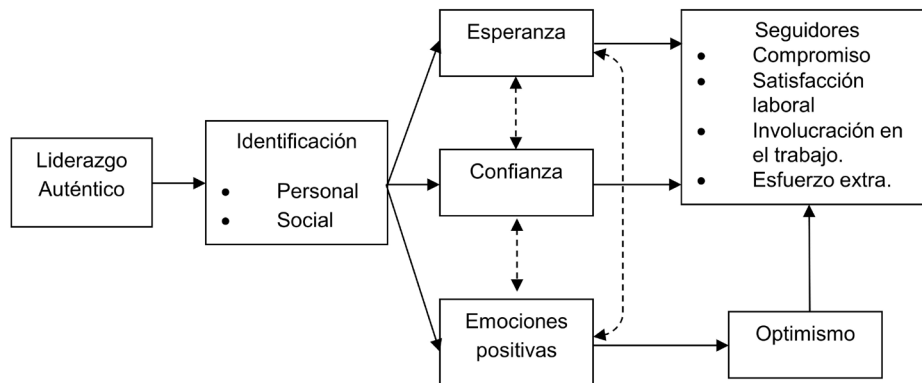 Liderazgo
Auténtico
Identificación
• Personal
• Social
Esperanza
Confianza
Emociones
positivas
Seguidores
• Compromiso
• Satisfacción
laboral
• Involucración en
el trabajo.
• Esfuerzo extra.
Optimismo